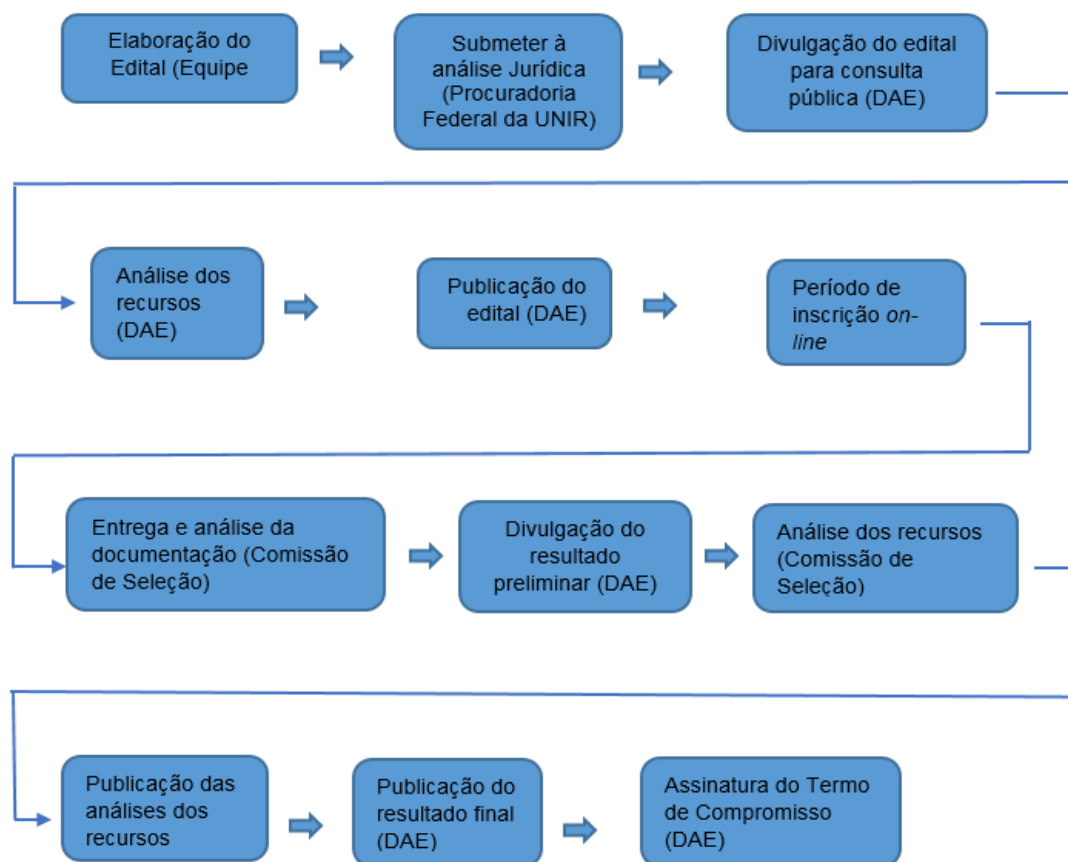 Elaboração do
Edital (Equipe
Submeter à
análise Jurídica
(Procuradoria
Federal da UNIR)
Divulgação do edital
para consulta
pública (DAE)
Análise dos
recursos
(DAE)
Publicação do
edital (DAE)
Período de
inscrição on-
line
Entrega e análise da
documentação (Comissão
de Seleção)
Divulgação do
resultado
preliminar (DAE)
Análise dos recursos
(Comissão de
Seleção)
Publicação das
análises dos
recursos
Publicação do
resultado final
(DAE)
Assinatura do Termo
de Compromisso
(DAE)